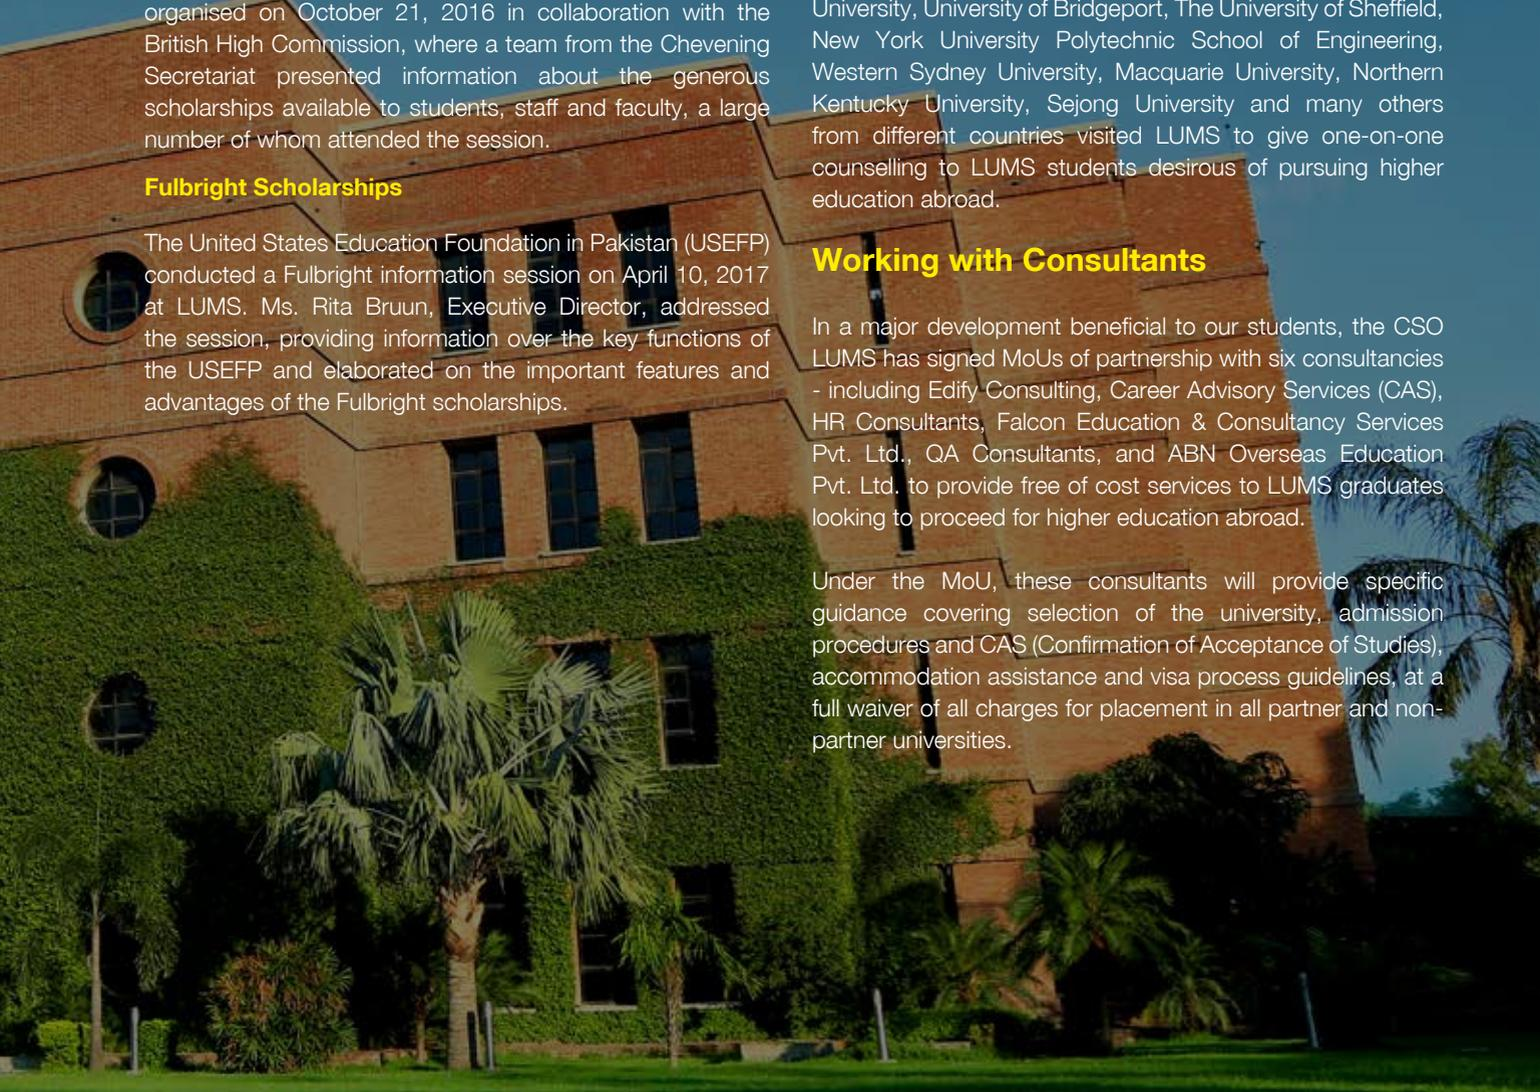 organised on October 21, 2016 in collaboration with the
British High Commission, where a team from the Chevening
Secretariat presented information about the generous
scholarships available to students, staff and faculty, a large
number of whom attended the session.
Fulbright Scholarships
The United States Education Foundation in Pakistan (USEFP)
conducted a Fulbright information session on April 10, 2017
at LUMS. Ms. Rita Bruun, Executive Director, addressed
the session, providing information over the key functions of
the USEFP and elaborated on the important features and
advantages of the Fulbright scholarships.
University, University of Bridgeport, The University of Sheffield,
New York University Polytechnic School of Engineering,
Western Sydney University, Macquarie University, Northern
Kentucky University, Sejong University and many others
from different countries visited LUMS to give one-on-one
counselling to LUMS students desirous of pursuing higher
education abroad.
Working with Consultants
In a major development beneficial to our students, the CSO
LUMS has signed MoUs of partnership with six consultancies
- including Edify Consulting, Career Advisory Services (CAS),
HR Consultants, Falcon Education & Consultancy Services
Pvt. Ltd., QA Consultants, and ABN Overseas Education
Pvt. Ltd. to provide free of cost services to LUMS graduates
looking to proceed for higher education abroad.
Under the MoU, these consultants will provide specific
guidance covering selection of the university, admission
procedures and CAS (Confirmation of Acceptance of Studies),
accommodation assistance and visa process guidelines, at a
full waiver of all charges for placement in all partner and non-
partner universities.